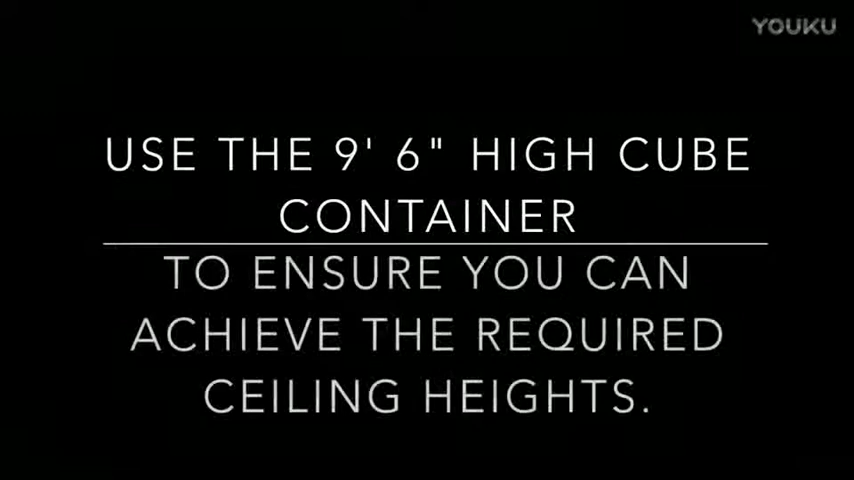 YOUKU
USE THE 9' 6" HIGH CUBE
CONTAINER
TO ENSURE YOU CAN
ACHIEVE THE REQUIRED
CEILING HEIGHTS.